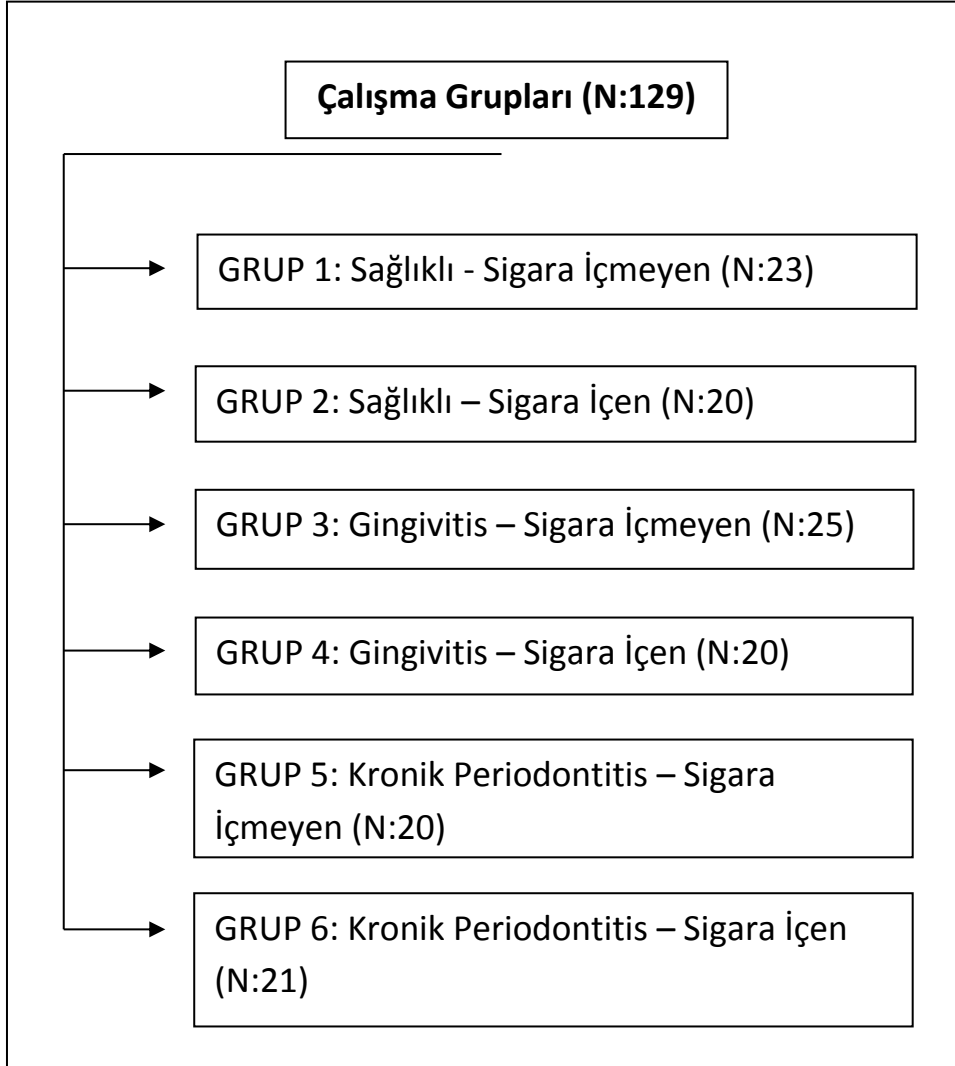 Çalışma Grupları (N:129)
GRUP 1: Sağlıklı - Sigara İçmeyen (N:23)
GRUP 2: Sağlıklı – Sigara İçen (N:20)
GRUP 3: Gingivitis – Sigara İçmeyen (N:25)
GRUP 4: Gingivitis – Sigara İçen (N:20)
GRUP 5: Kronik Periodontitis – Sigara
İçmeyen (N:20)
GRUP 6: Kronik Periodontitis – Sigara İçen
(N:21)